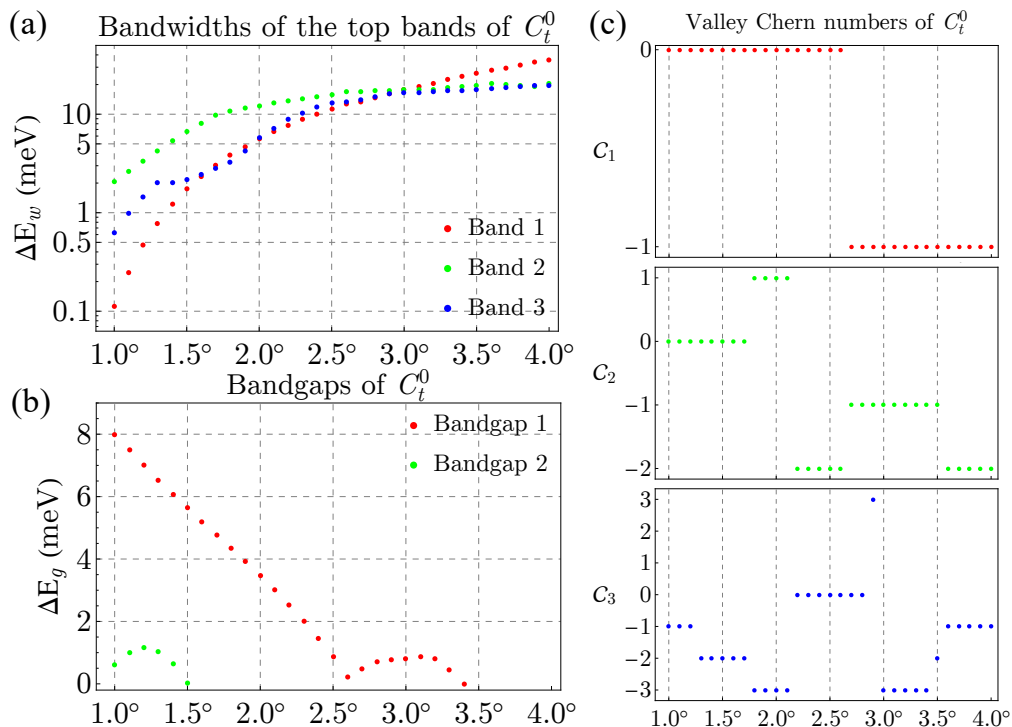 (a)
Bandwidths of the top bands of C_t^0
ΔE_w (meV)
10
5
1
0.5
0.1
Band 1
Band 2
Band 3
1.0° 1.5° 2.0° 2.5° 3.0° 3.5° 4.0°
(b)
Bandgaps of C_t^0
ΔE_g (meV)
8
6
4
2
0
Bandgap 1
Bandgap 2
1.0° 1.5° 2.0° 2.5° 3.0° 3.5° 4.0°
(c)
Valley Chern numbers of C_t^0
C_1
0
-1
C_2
1
0
-1
-2
C_3
3
2
1
0
-1
-2
-3
1.0° 1.5° 2.0° 2.5° 3.0° 3.5° 4.0°